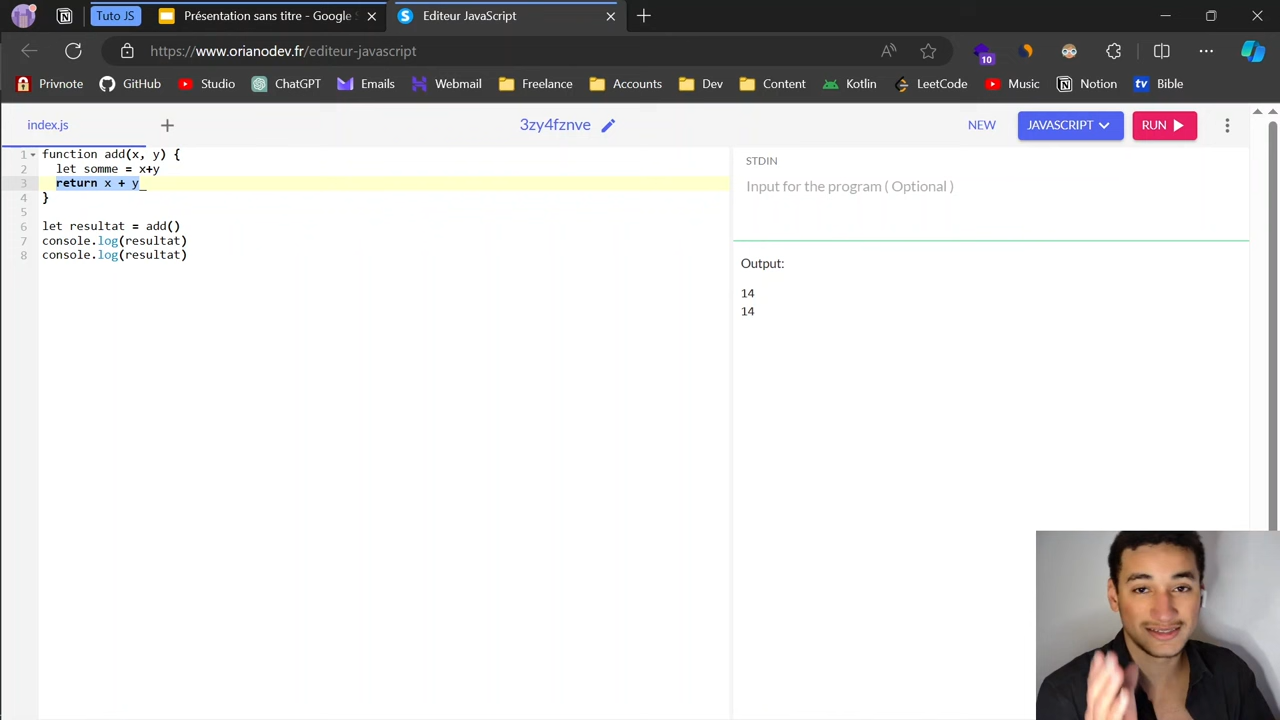 Tuto JS
Présentation sans titre - Google S
Editeur JavaScript
https://www.orianodev.fr/editeur-javascript
10
Privnote
GitHub
Studio
ChatGPT
Emails
Webmail
Freelance
Accounts
Dev
Content
Kotlin
LeetCode
Music
Notion
tv Bible
index.js
3zy4fznve
NEW
JAVASCRIPT
RUN
1 function add(x, y) {
2 let somme = x+y
3 return x + y_
4 }
5
6 let resultat = add()
7 console.log(resultat)
8 console.log(resultat)
STDIN
Input for the program ( Optional )
Output:
14
14